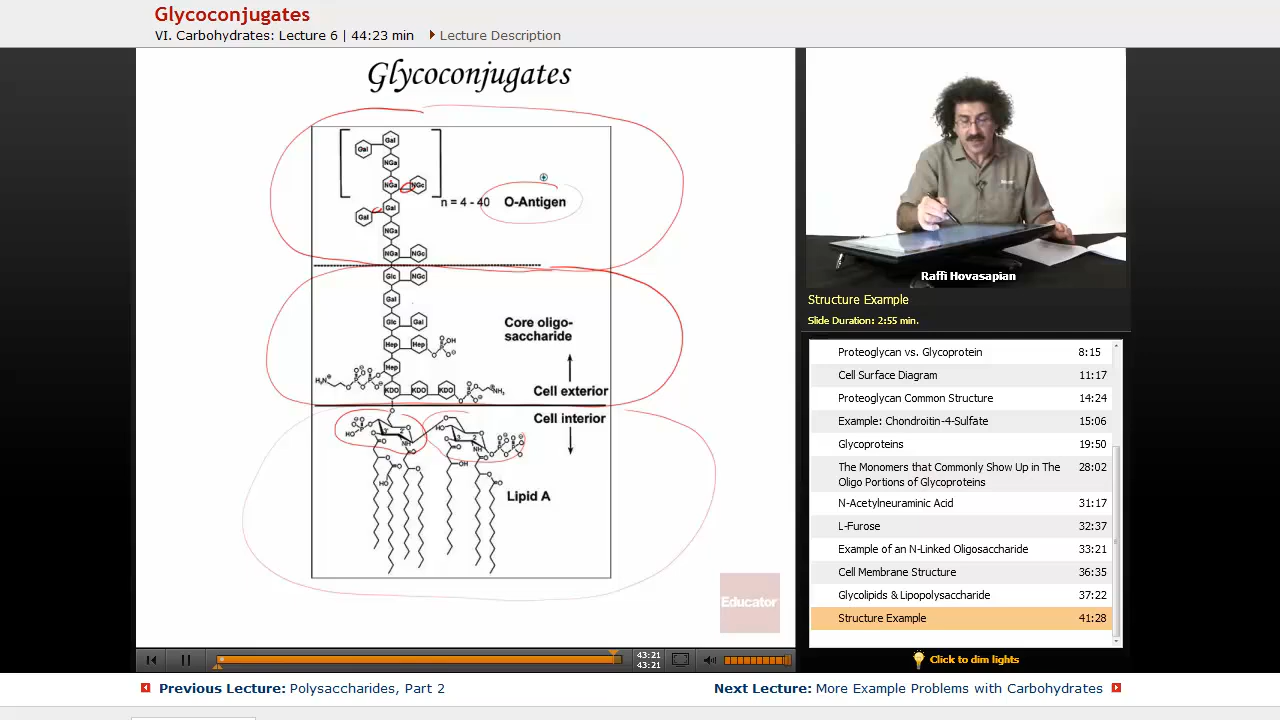 Glycoconjugates
VI. Carbohydrates: Lecture 6 | 44:23 min
Lecture Description
Glycoconjugates
Gal
Gal
NGa
NGa
NGc
n = 4 - 40
O-Antigen
Gal
Gal
NGa
NGa
NGc
Glc
NGc
Gal
Glc
Gal
Core oligo-
saccharide
Hep
Hep
OH
Hep
Cell exterior
KDO
KDO
KDO
Cell interior
Lipid A
Educator
Raffi Hovasapian
Structure Example
Slide Duration: 2:55 min.
Proteoglycan vs. Glycoprotein 8:15
Cell Surface Diagram 11:17
Proteoglycan Common Structure 14:24
Example: Chondroitin-4-Sulfate 15:06
Glycoproteins 19:50
The Monomers that Commonly Show Up in The 28:02
Oligo Portions of Glycoproteins
N-Acetylneuraminic Acid 31:17
L-Furose 32:37
Example of an N-Linked Oligosaccharide 33:21
Cell Membrane Structure 36:35
Glycolipids & Lipopolysaccharide 37:22
Structure Example 41:28
43:21
43:21
Click to dim lights
Previous Lecture: Polysaccharides, Part 2
Next Lecture: More Example Problems with Carbohydrates